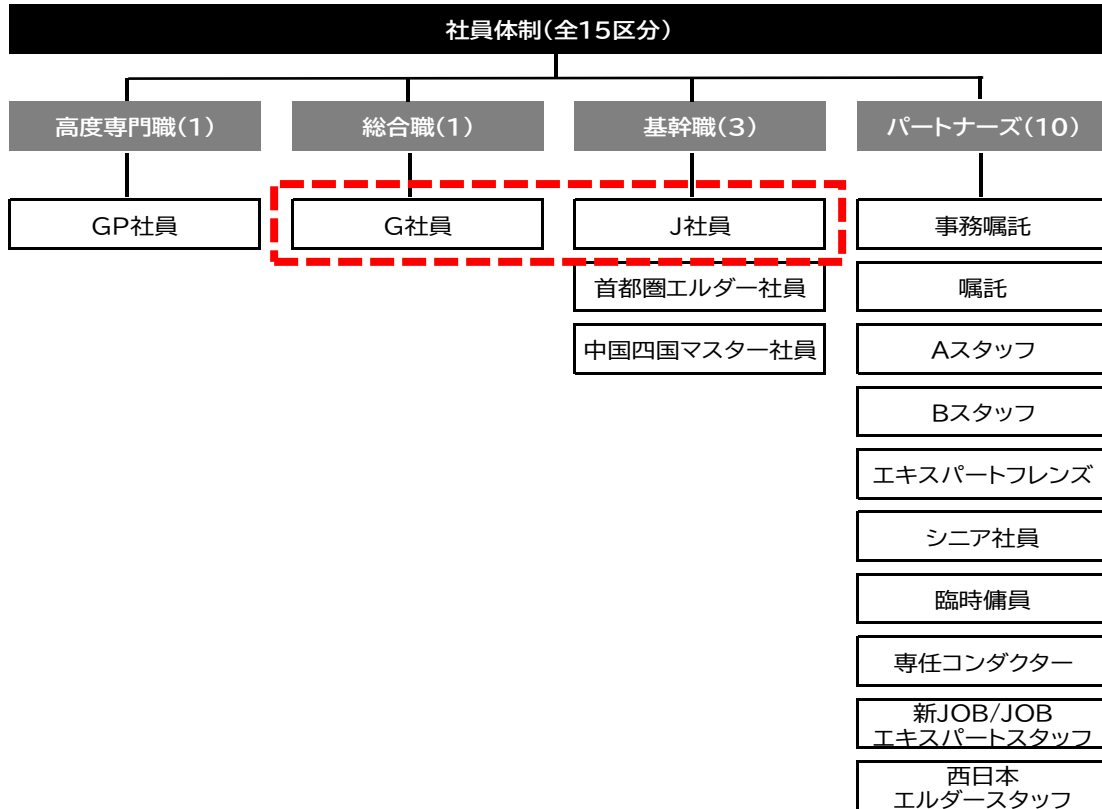 社員体制(全15区分)
高度専門職(1)
総合職(1)
基幹職(3)
パートナーズ(10)
GP社員
G社員
J社員
事務嘱託
首都圏エルダー社員
嘱託
中国四国マスター社員
Aスタッフ
Bスタッフ
エキスパートフレンズ
シニア社員
臨時傭員
専任コンダクター
新JOB/JOB
エキスパートスタッフ
西日本
エルダースタッフ